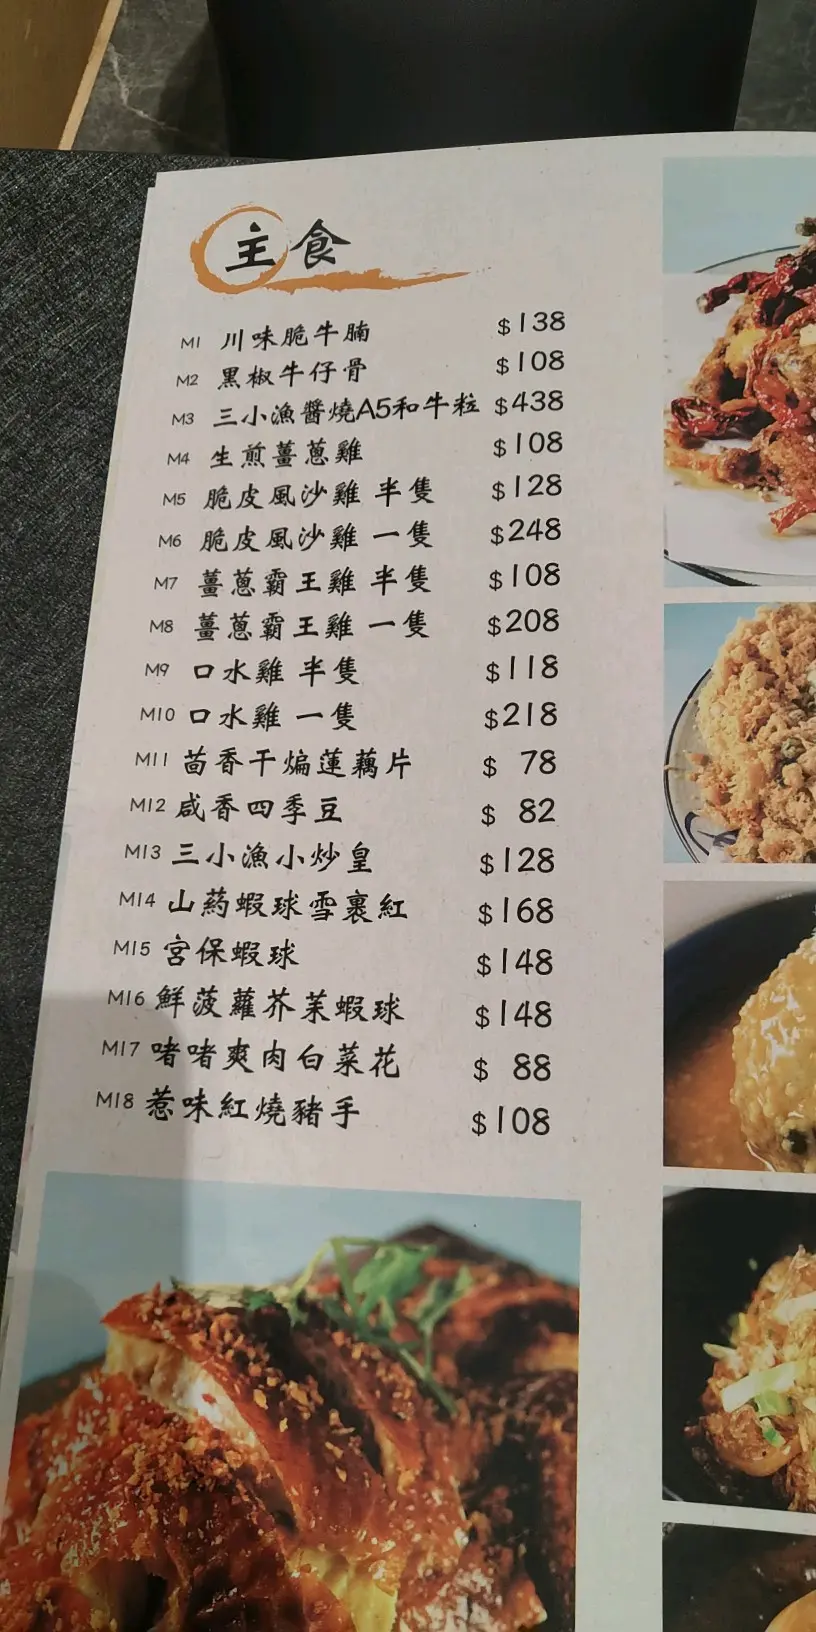 主食
M1 川味脆牛腩 $138
M2 黑椒牛仔骨 $108
M3 三小漁醬燒A5和牛粒 $438
M4 生煎薑蔥雞 $108
M5 脆皮風沙雞 半隻 $128
M6 脆皮風沙雞 一隻 $248
M7 薑蔥霸王雞 半隻 $108
M8 薑蔥霸王雞 一隻 $208
M9 口水雞 半隻 $118
M10 口水雞 一隻 $218
M11 茴香干煸蓮藕片 $ 78
M12 咸香四季豆 $ 82
M13 三小漁小炒皇 $128
M14 山葯蝦球雪裏紅 $168
M15 宮保蝦球 $148
M16 鮮菠蘿芥茉蝦球 $148
M17 啫啫爽肉白菜花 $ 88
M18 惹味紅燒豬手 $108